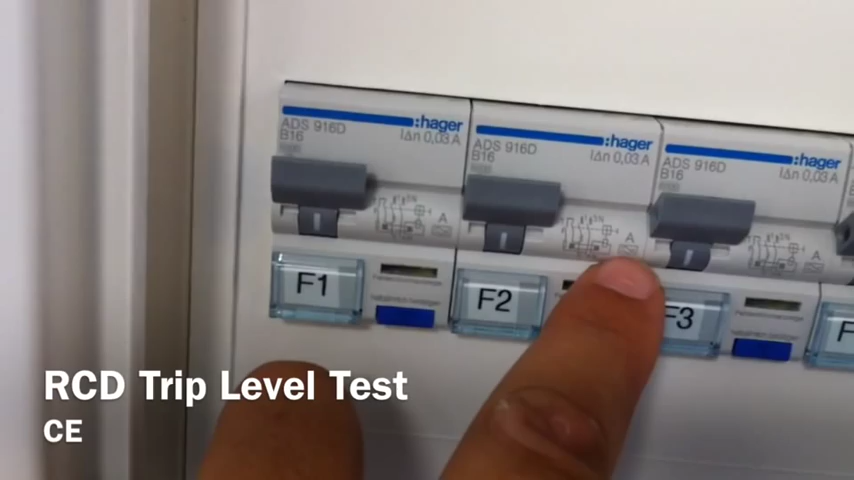 :hager
ADS 916D
B16
IΔn 0,03 A
A
F1
:hager
ADS 916D
B16
IΔn 0,03 A
A
F2
:hager
ADS 916D
B16
IΔn 0,03 A
A
F3
F
RCD Trip Level Test
CE